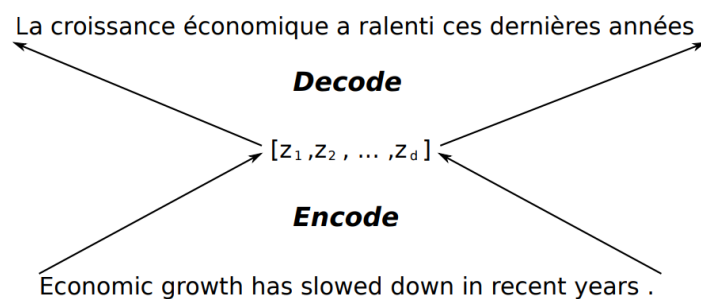 La croissance économique a ralenti ces dernières années
Decode
[z₁ ,z₂ , ... ,z_d ]
Encode
Economic growth has slowed down in recent years .